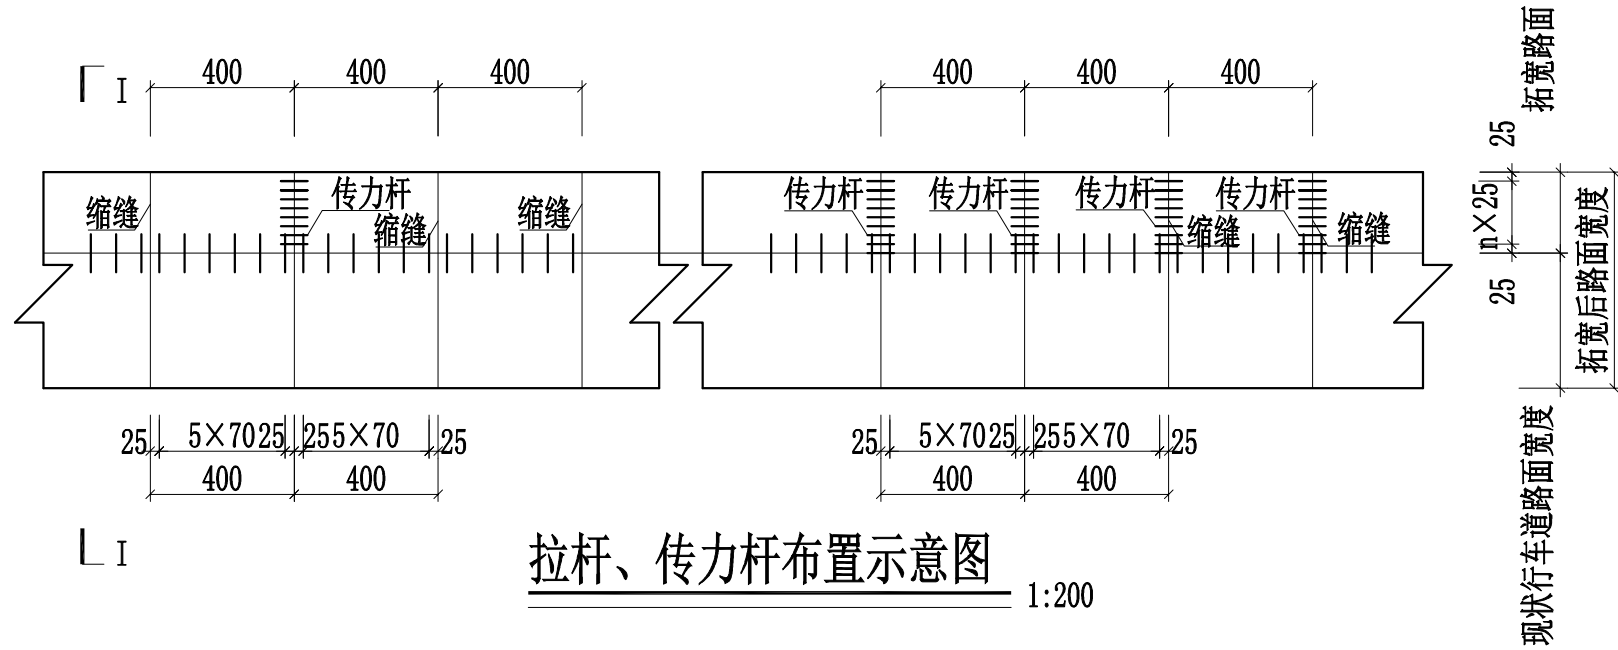 400 400 400 400 400 400
I
拓宽路面
传力杆 传力杆 传力杆 传力杆 传力杆
缩缝 缩缝 缩缝 缩缝 缩缝
25
n×25
25
拓宽后路面宽度
现状行车道路面宽度
25 5×70 25 25 5×70 25 25 5×70 25 25 5×70 25
400 400 400 400
I
拉杆、传力杆布置示意图
1:200